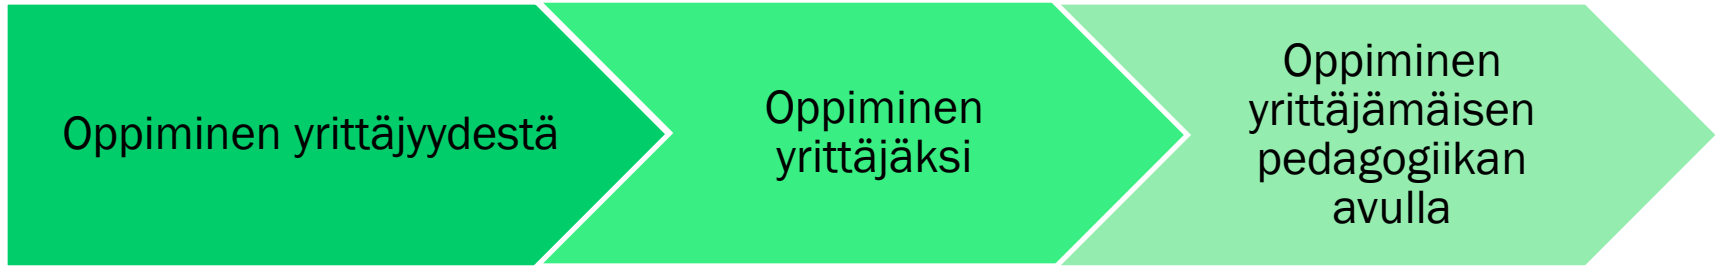 Oppiminen yrittäjyydestä
Oppiminen
yrittäjäksi
Oppiminen
yrittäjämäisen
pedagogiikan
avulla